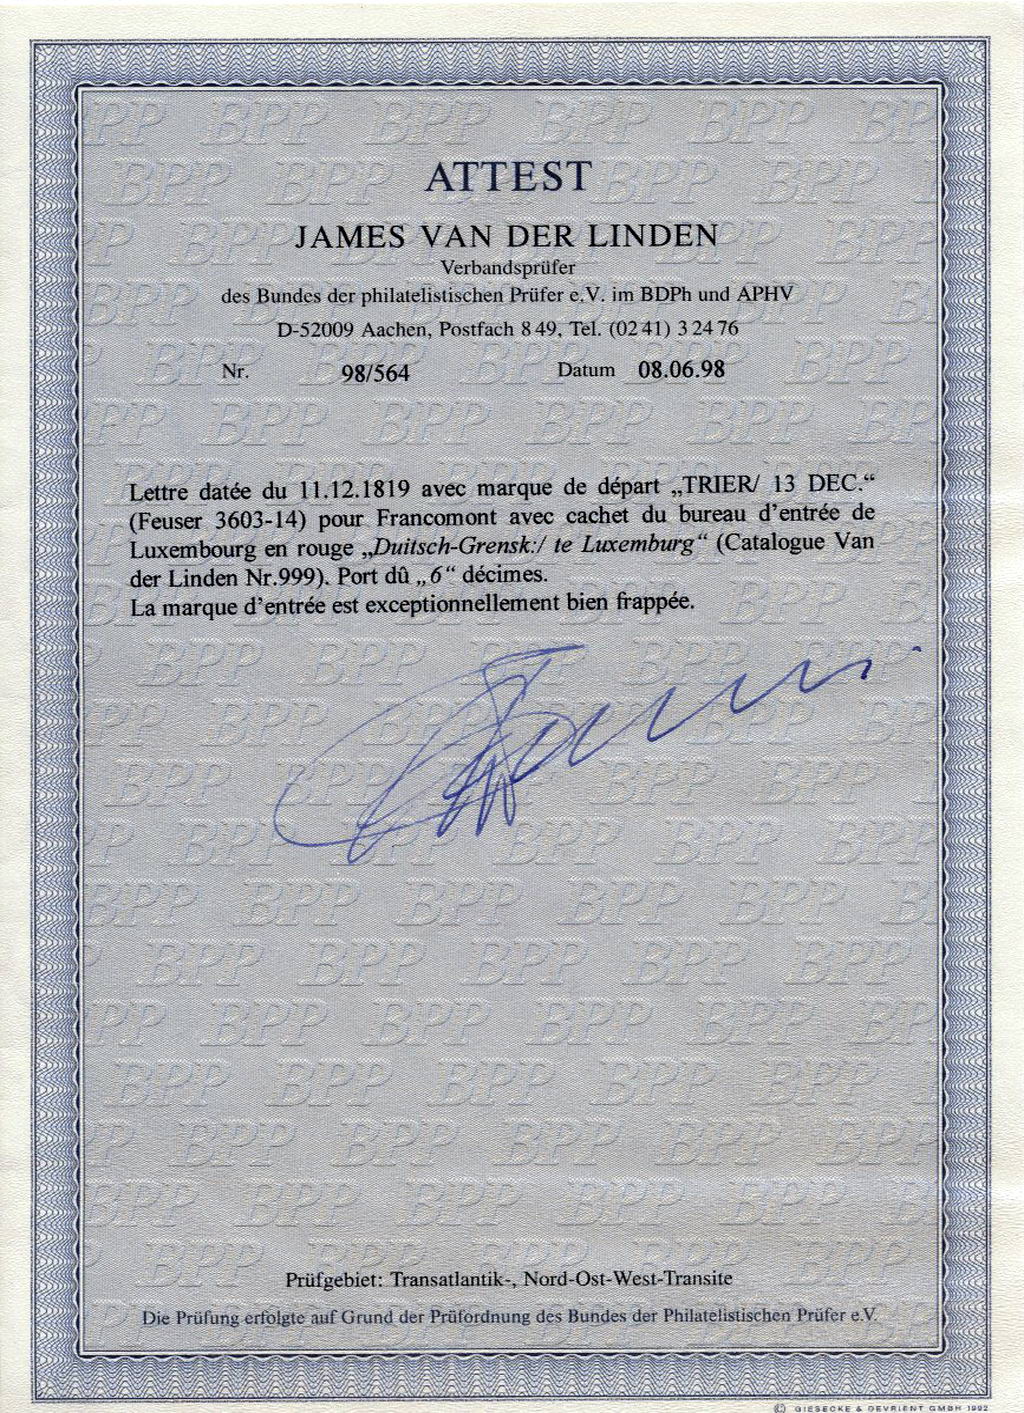 ATTEST
JAMES VAN DER LINDEN
Verbandsprüfer
des Bundes der philatelistischen Prüfer e.V. im BDPh und APHV
D-52009 Aachen, Postfach 8 49, Tel. (02 41) 3 24 76
Nr. 98/564 Datum 08.06.98
Lettre datée du 11.12.1819 avec marque de départ „TRIER/ 13 DEC.“
(Feuser 3603-14) pour Francomont avec cachet du bureau d'entrée de
Luxembourg en rouge „Duitsch-Grensk:/ te Luxemburg“ (Catalogue Van
der Linden Nr.999). Port dû „6“ décimes.
La marque d'entrée est exceptionnellement bien frappée.
Prüfgebiet: Transatlantik-, Nord-Ost-West-Transite
Die Prüfung erfolgte auf Grund der Prüfordnung des Bundes der Philatelistischen Prüfer e.V.
© GIESECKE & DEVRIENT GMBH 1992